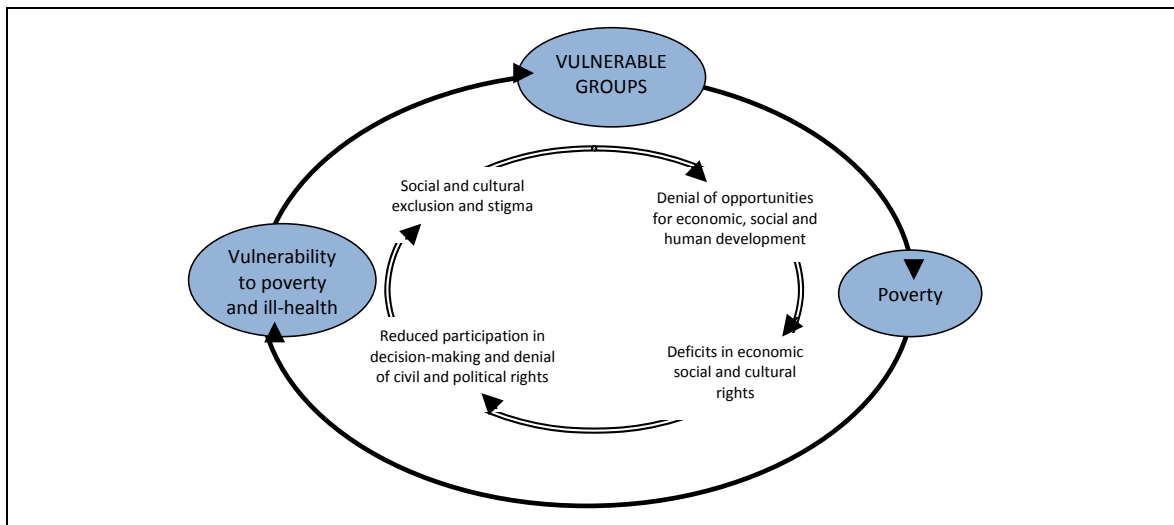 VULNERABLE
GROUPS
Social and cultural
exclusion and stigma
Denial of opportunities
for economic, social and
human development
Vulnerability
to poverty
and ill-health
Poverty
Reduced participation in
decision-making and denial
of civil and political rights
Deficits in economic
social and cultural
rights